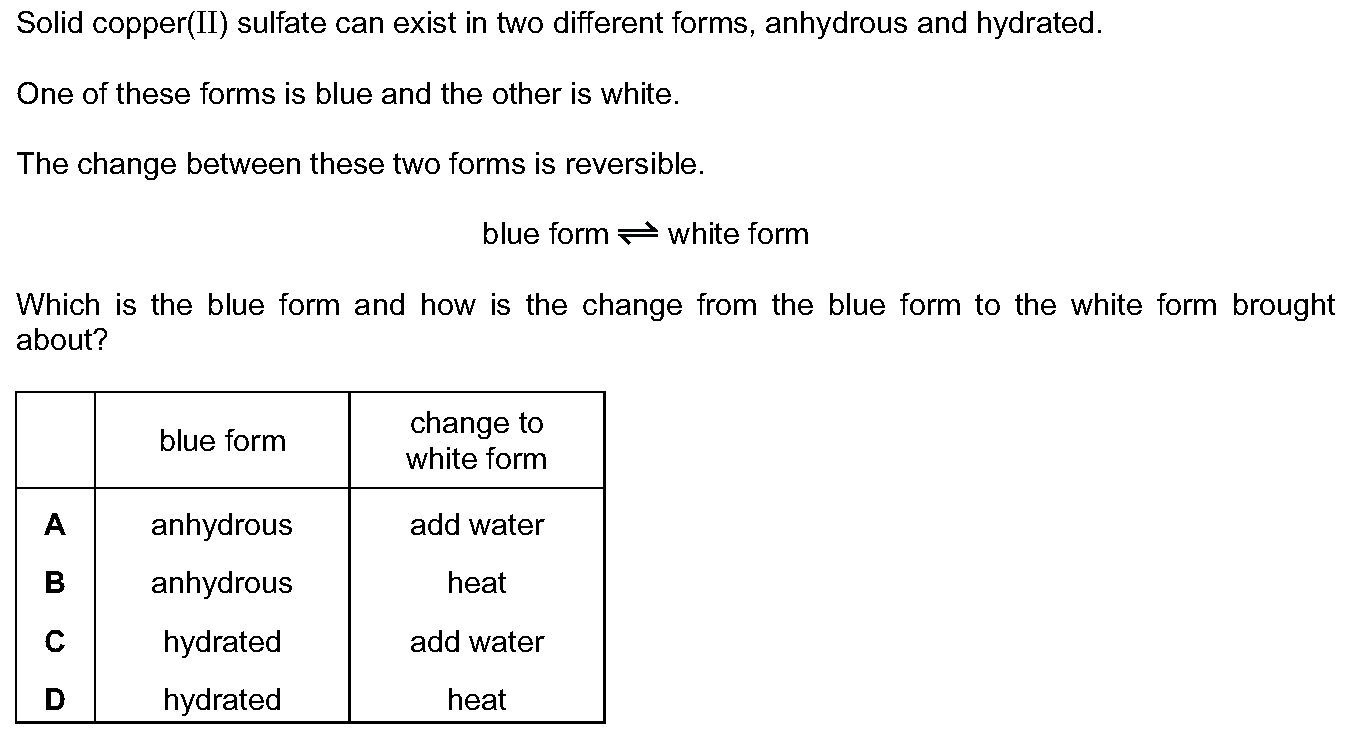 Solid copper(II) sulfate can exist in two different forms, anhydrous and hydrated.
One of these forms is blue and the other is white.
The change between these two forms is reversible.
blue form ⇌ white form
Which is the blue form and how is the change from the blue form to the white form brought
about?
blue form
change to
white form
A anhydrous add water
B anhydrous heat
C hydrated add water
D hydrated heat